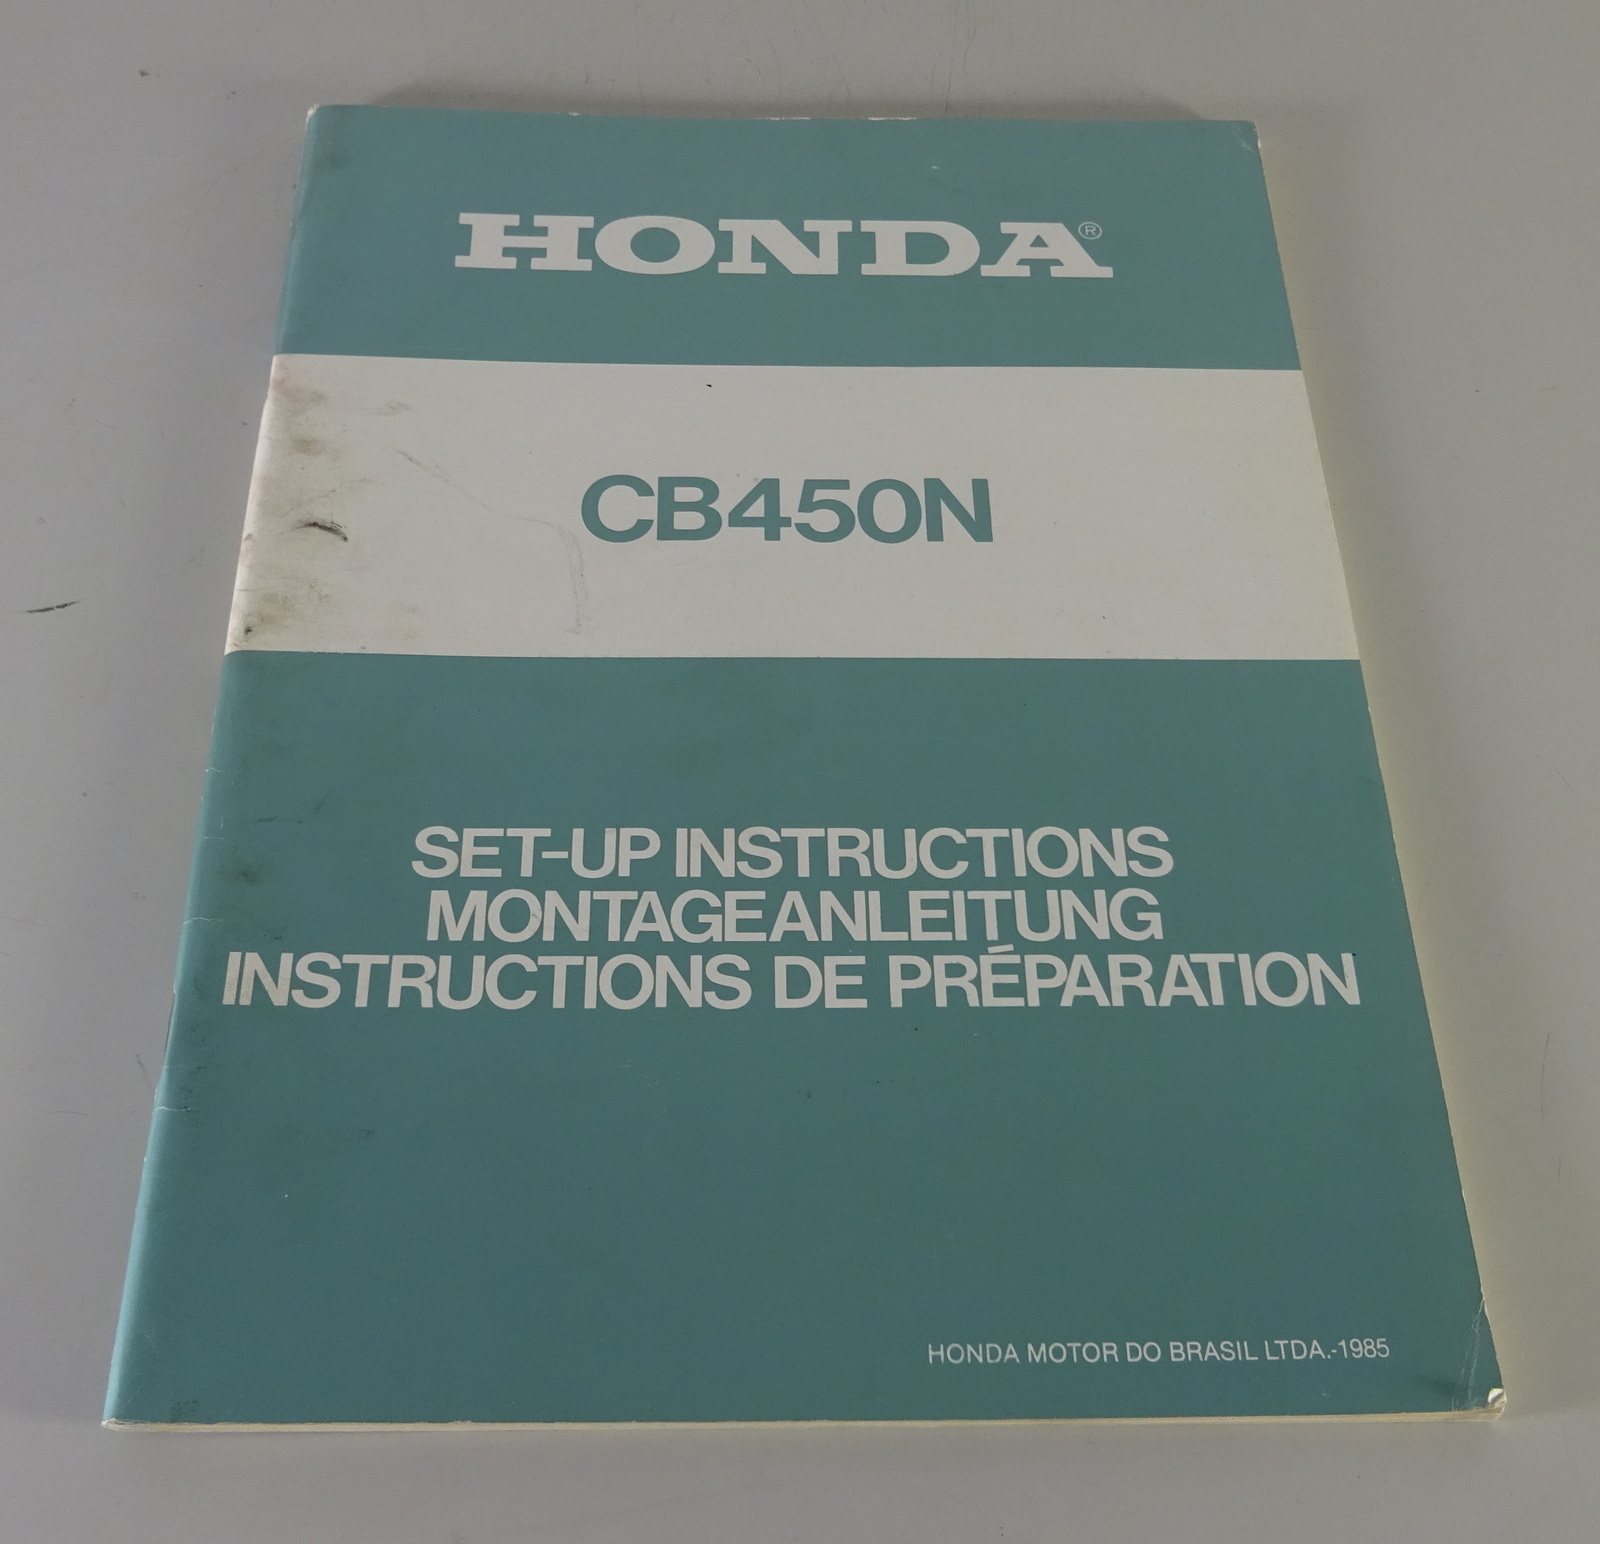 HONDA®
CB450N
SET-UP INSTRUCTIONS
MONTAGEANLEITUNG
INSTRUCTIONS DE PRÉPARATION
HONDA MOTOR DO BRASIL LTDA.-1985